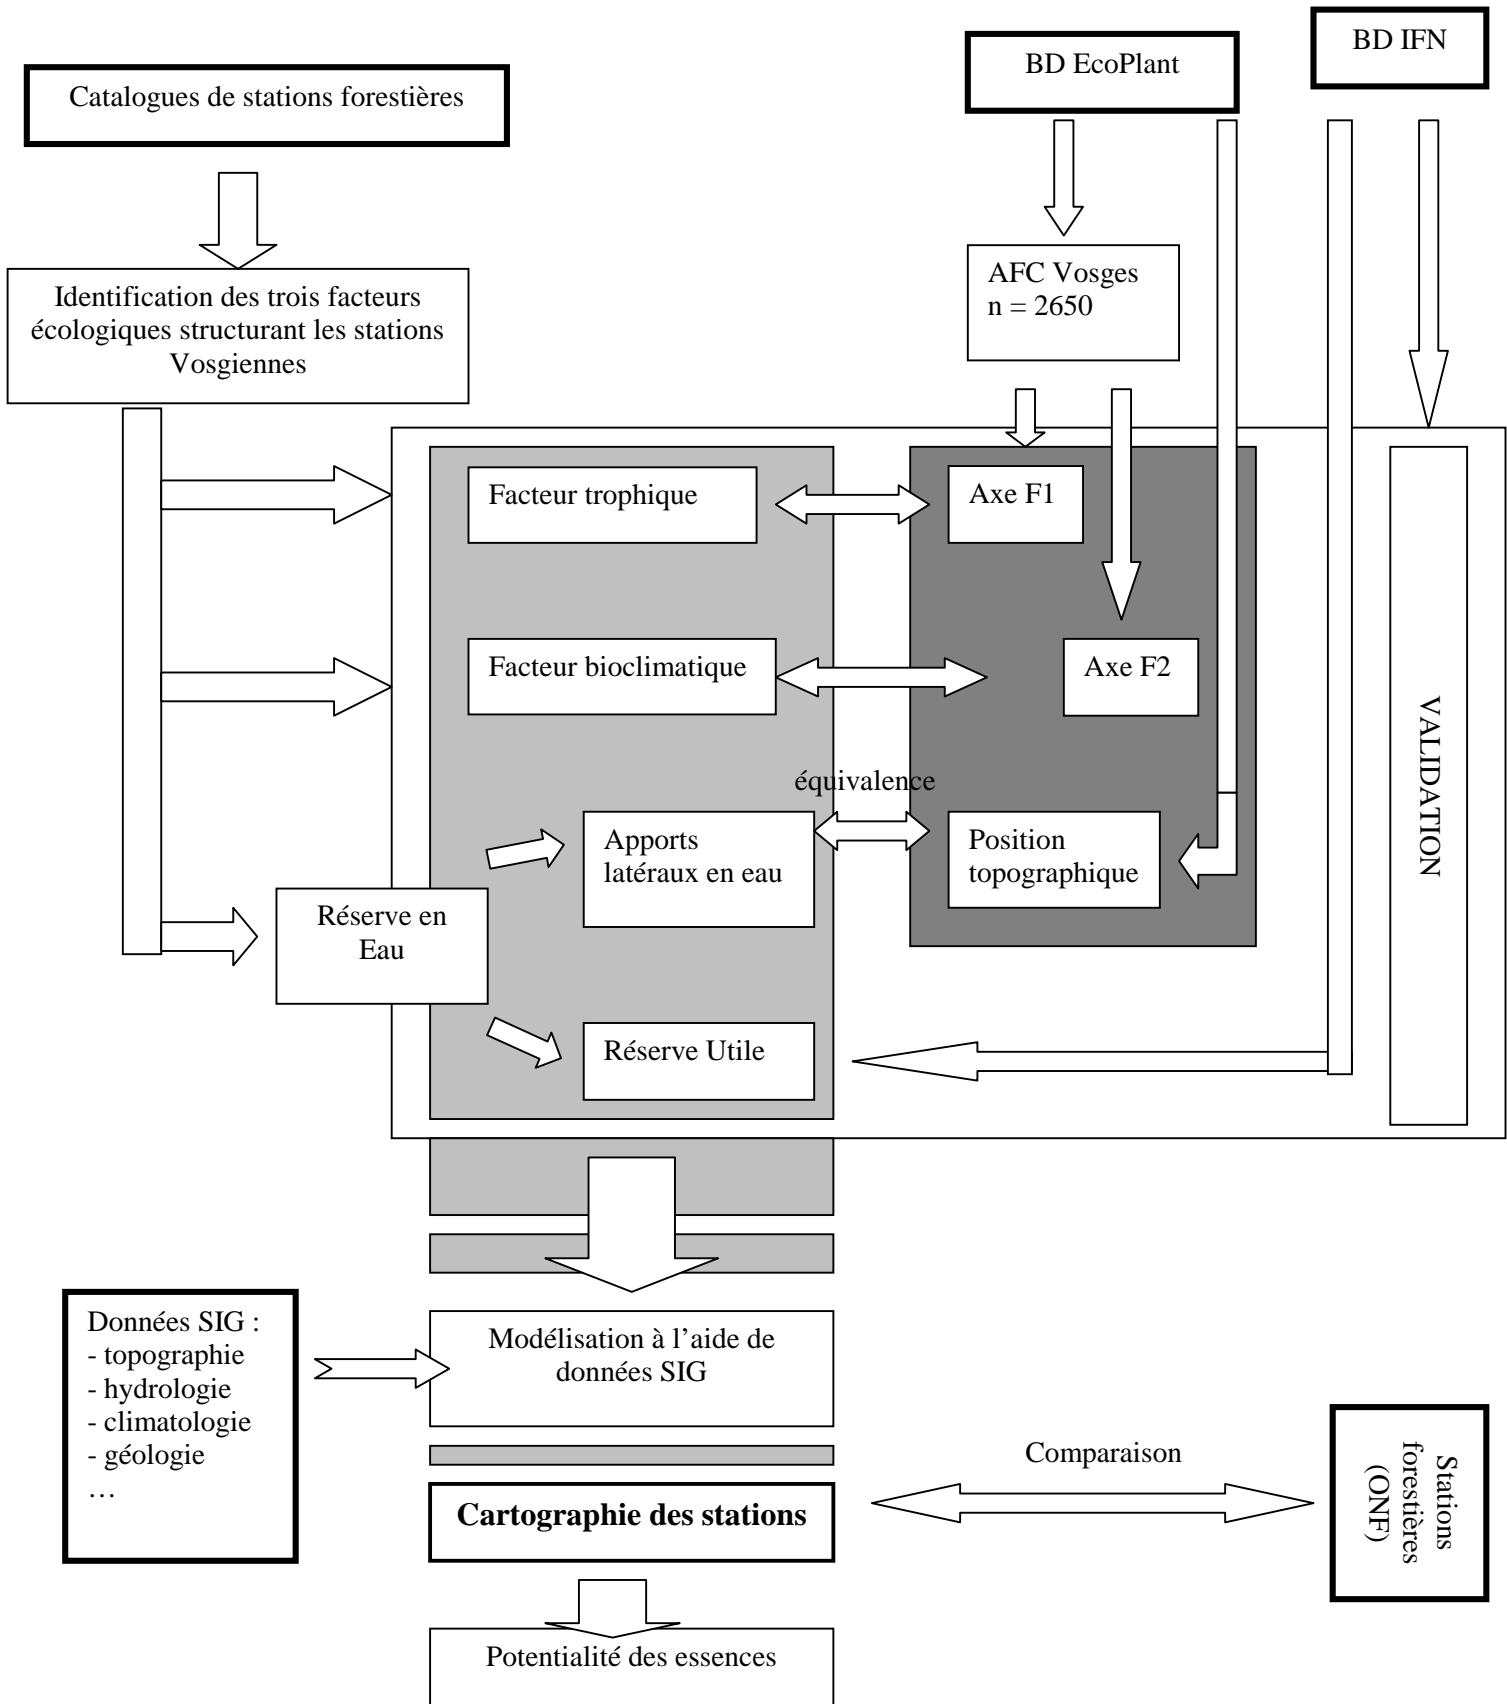 BD IFN
BD EcoPlant
Catalogues de stations forestières
AFC Vosges
n = 2650
Identification des trois facteurs
écologiques structurant les stations
Vosgiennes
Facteur trophique
Axe F1
Facteur bioclimatique
Axe F2
VALIDATION
équivalence
Apports
latéraux en eau
Position
topographique
Réserve en
Eau
Réserve Utile
Données SIG :
- topographie
- hydrologie
- climatologie
- géologie
…
Modélisation à l’aide de
données SIG
Comparaison
Stations
forestières
(ONF)
Cartographie des stations
Potentialité des essences